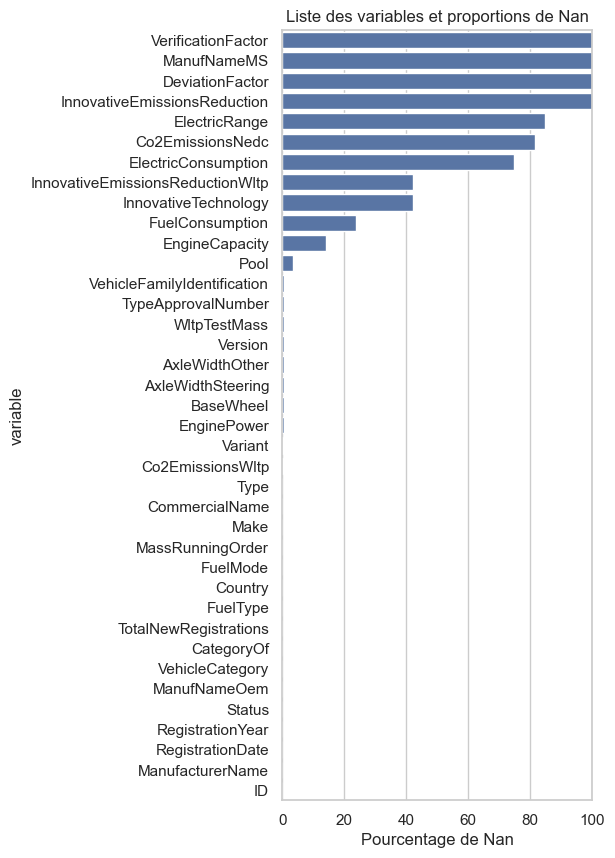 Liste des variables et proportions de Nan
VerificationFactor
ManufNameMS
DeviationFactor
InnovativeEmissionsReduction
ElectricRange
Co2EmissionsNedc
ElectricConsumption
InnovativeEmissionsReductionWltp
InnovativeTechnology
FuelConsumption
EngineCapacity
Pool
VehicleFamilyIdentification
TypeApprovalNumber
WltpTestMass
Version
AxleWidthOther
AxleWidthSteering
BaseWheel
EnginePower
Variant
Co2EmissionsWltp
Type
CommercialName
Make
MassRunningOrder
FuelMode
Country
FuelType
TotalNewRegistrations
CategoryOf
VehicleCategory
ManufNameOem
Status
RegistrationYear
RegistrationDate
ManufacturerName
ID
variable
0 20 40 60 80 100
Pourcentage de Nan